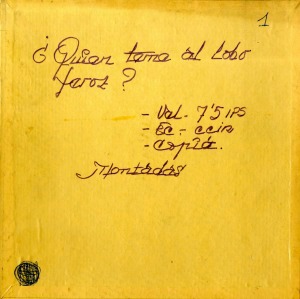 1
¿Quien teme al Lobo
feroz?
- Vel. 7'5 IPS
- Ec. - CCIR
- Copia.
Montadas